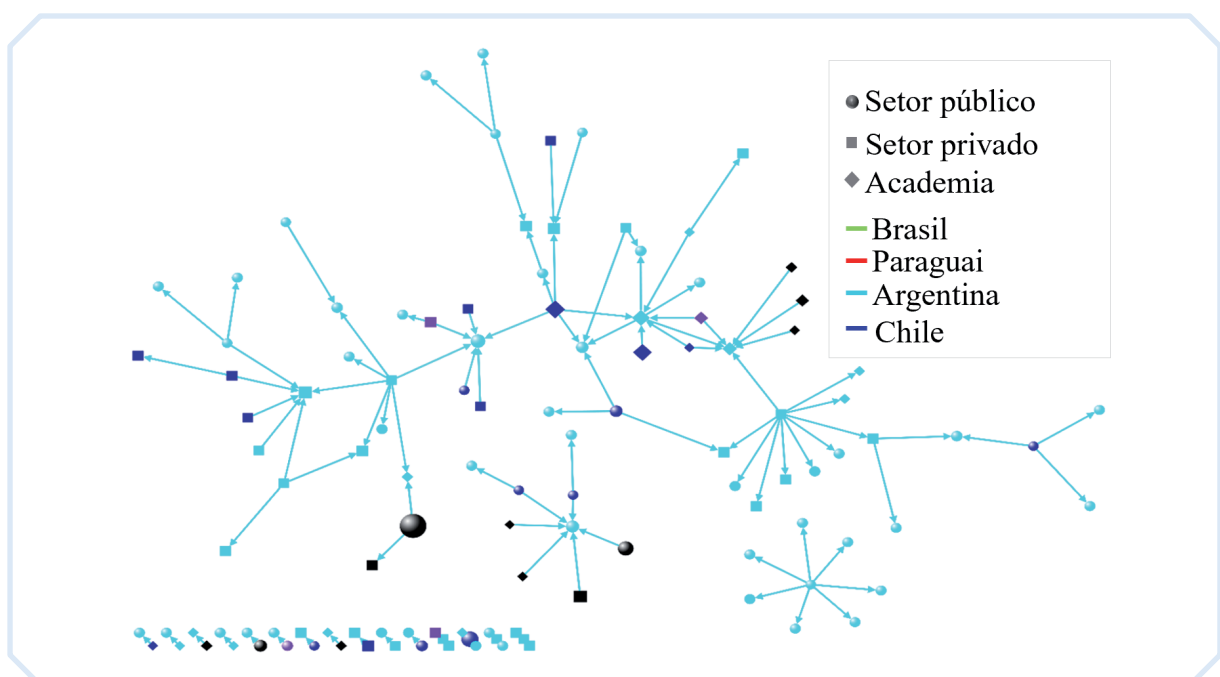 Setor público
Setor privado
Academia
Brasil
Paraguai
Argentina
Chile